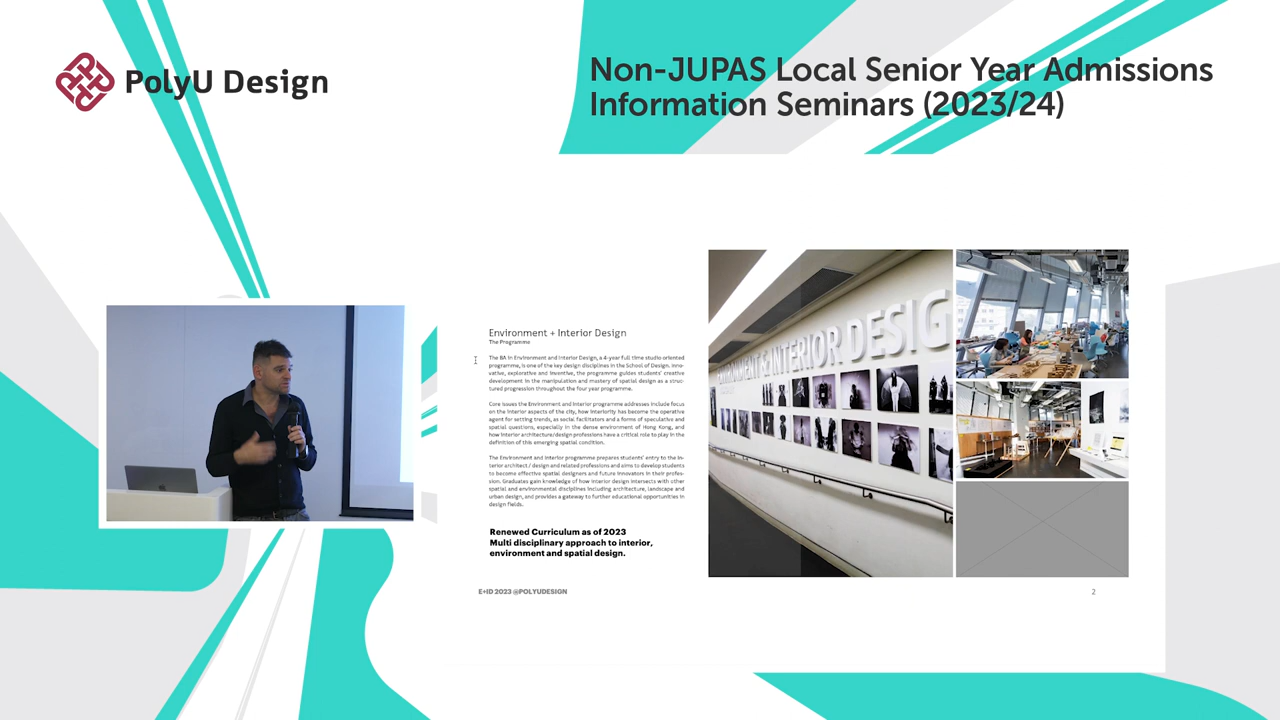 PolyU Design
Non-JUPAS Local Senior Year Admissions
Information Seminars (2023/24)
Environment + Interior Design
The Programme
The BA in Environment and Interior Design, a 4-year full time studio-oriented
programme, is one of the key design disciplines in the School of Design. Inno-
vative, explorative and inventive, the programme guides students' creative
development in the manipulation and mastery of spatial design as a struc-
tured progression throughout the four year programme.
Core issues the Environment and Interior programme addresses include focus
on the interior aspects of the city, how interiority has become the operative
agent for setting trends, as social facilitators and a forms of speculative and
spatial questions, especially in the dense environment of Hong Kong, and
how interior architecture/design professions have a critical role to play in the
definition of this emerging spatial condition.
The Environment and Interior programme prepares students' entry to the in-
terior architect / design and related professions and aims to develop students
to become effective spatial designers and future innovators in their profes-
sion. Graduates gain knowledge of how interior design intersects with other
spatial and environmental disciplines including architecture, landscape and
urban design, and provides a gateway to further educational opportunities in
design fields.
Renewed Curriculum as of 2023
Multi disciplinary approach to interior,
environment and spatial design.
E+ID 2023 @POLYUDESIGN
2
ENVIRONMENT + INTERIOR DESIG